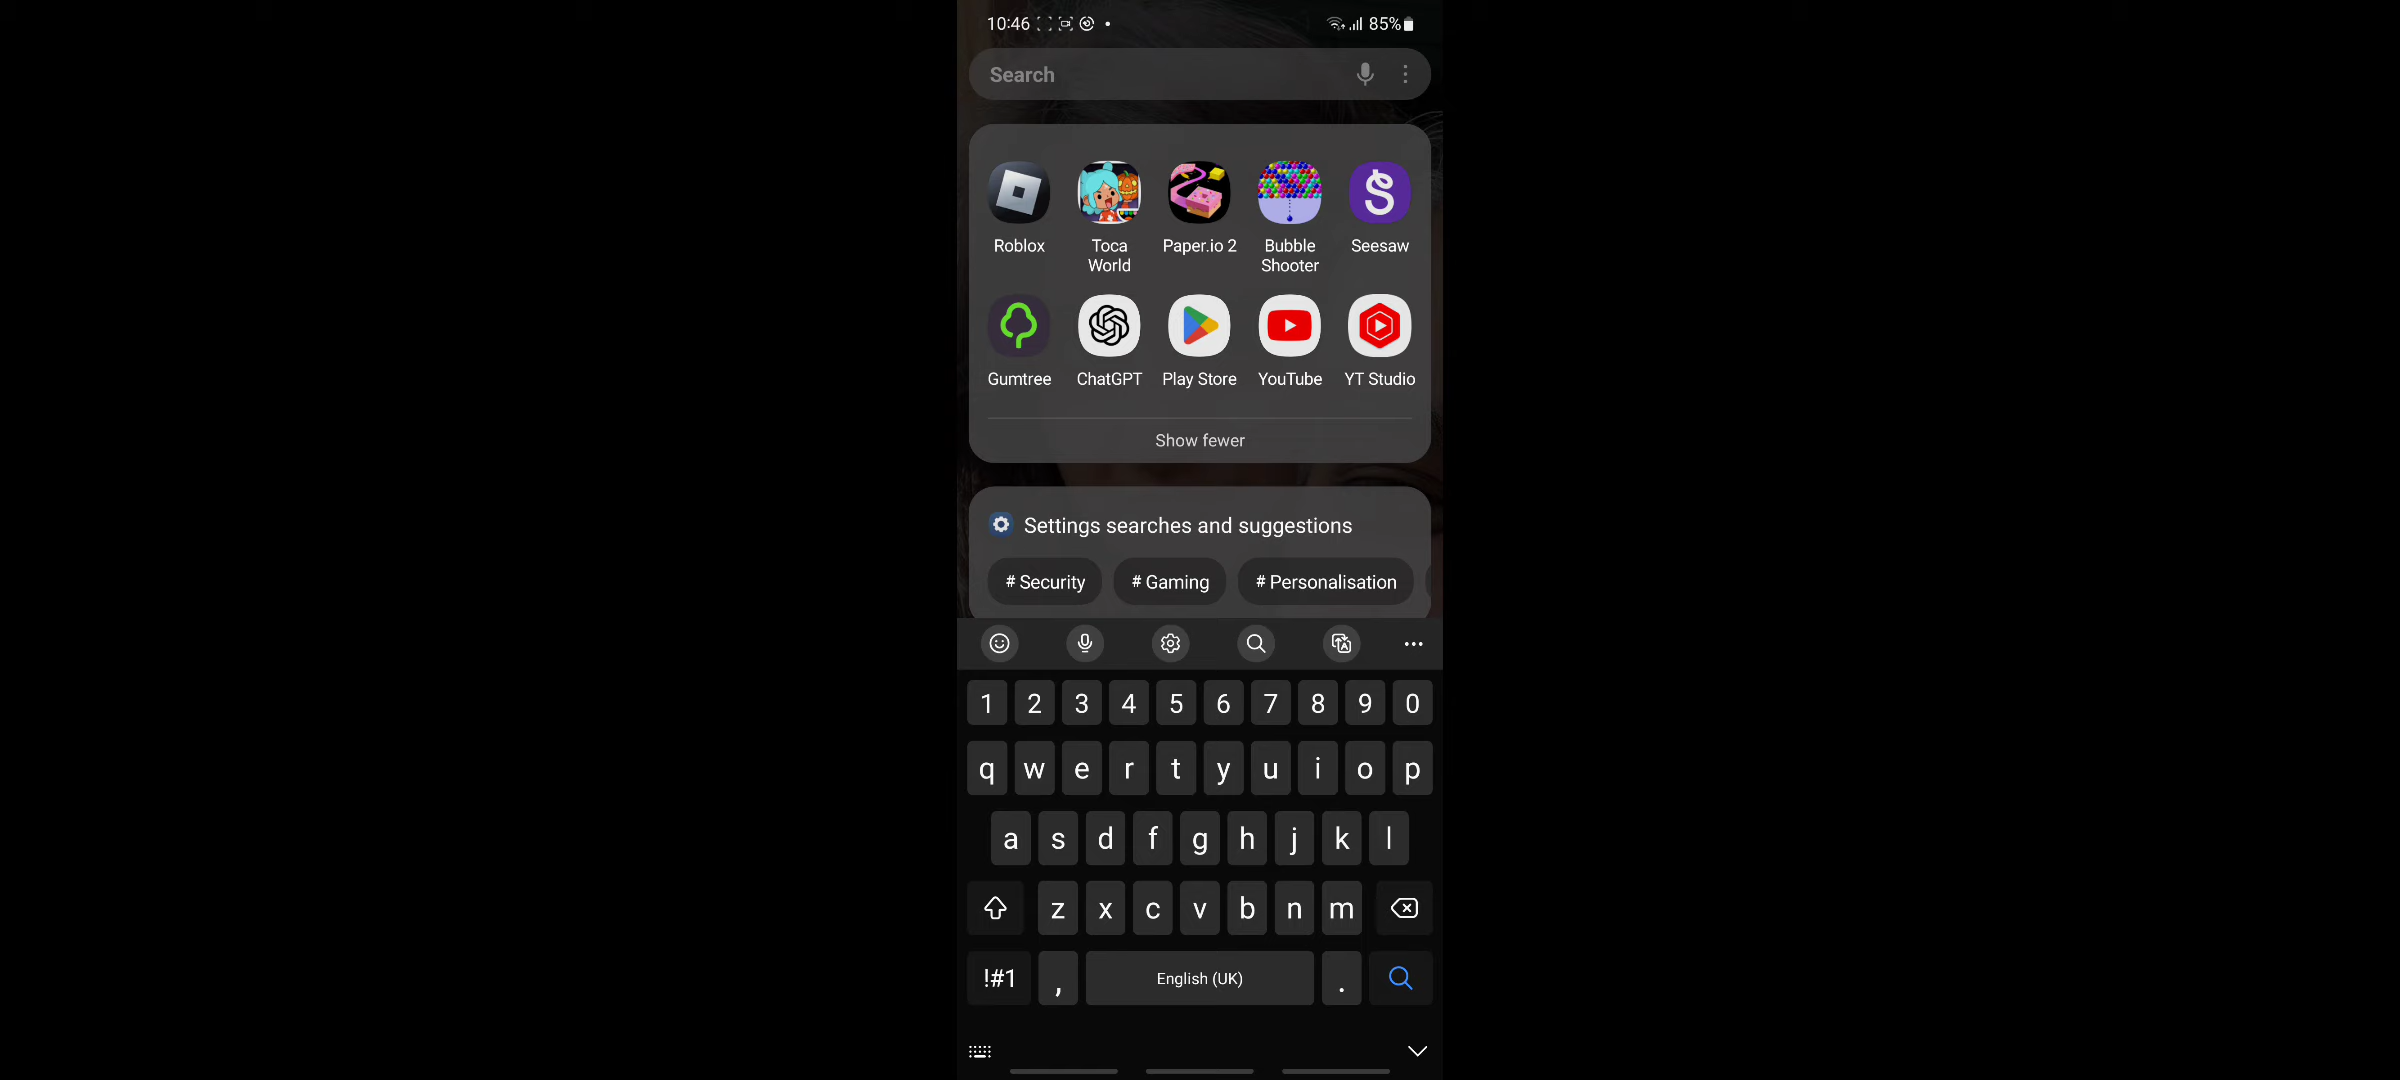 10:46 85%
Search
Roblox Toca World Paper.io 2 Bubble Shooter Seesaw
Gumtree ChatGPT Play Store YouTube YT Studio
Show fewer
Settings searches and suggestions
# Security # Gaming # Personalisation
1 2 3 4 5 6 7 8 9 0
q w e r t y u i o p
a s d f g h j k l
z x c v b n m
!#1 , English (UK) .